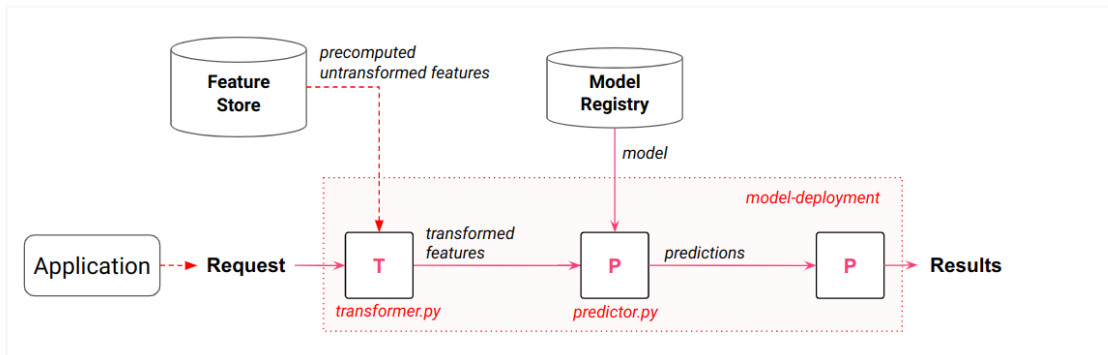 precomputed
untransformed features
Feature
Store
Model
Registry
model
model-deployment
Application
Request
T
transformed
features
P
predictions
P
Results
transformer.py
predictor.py